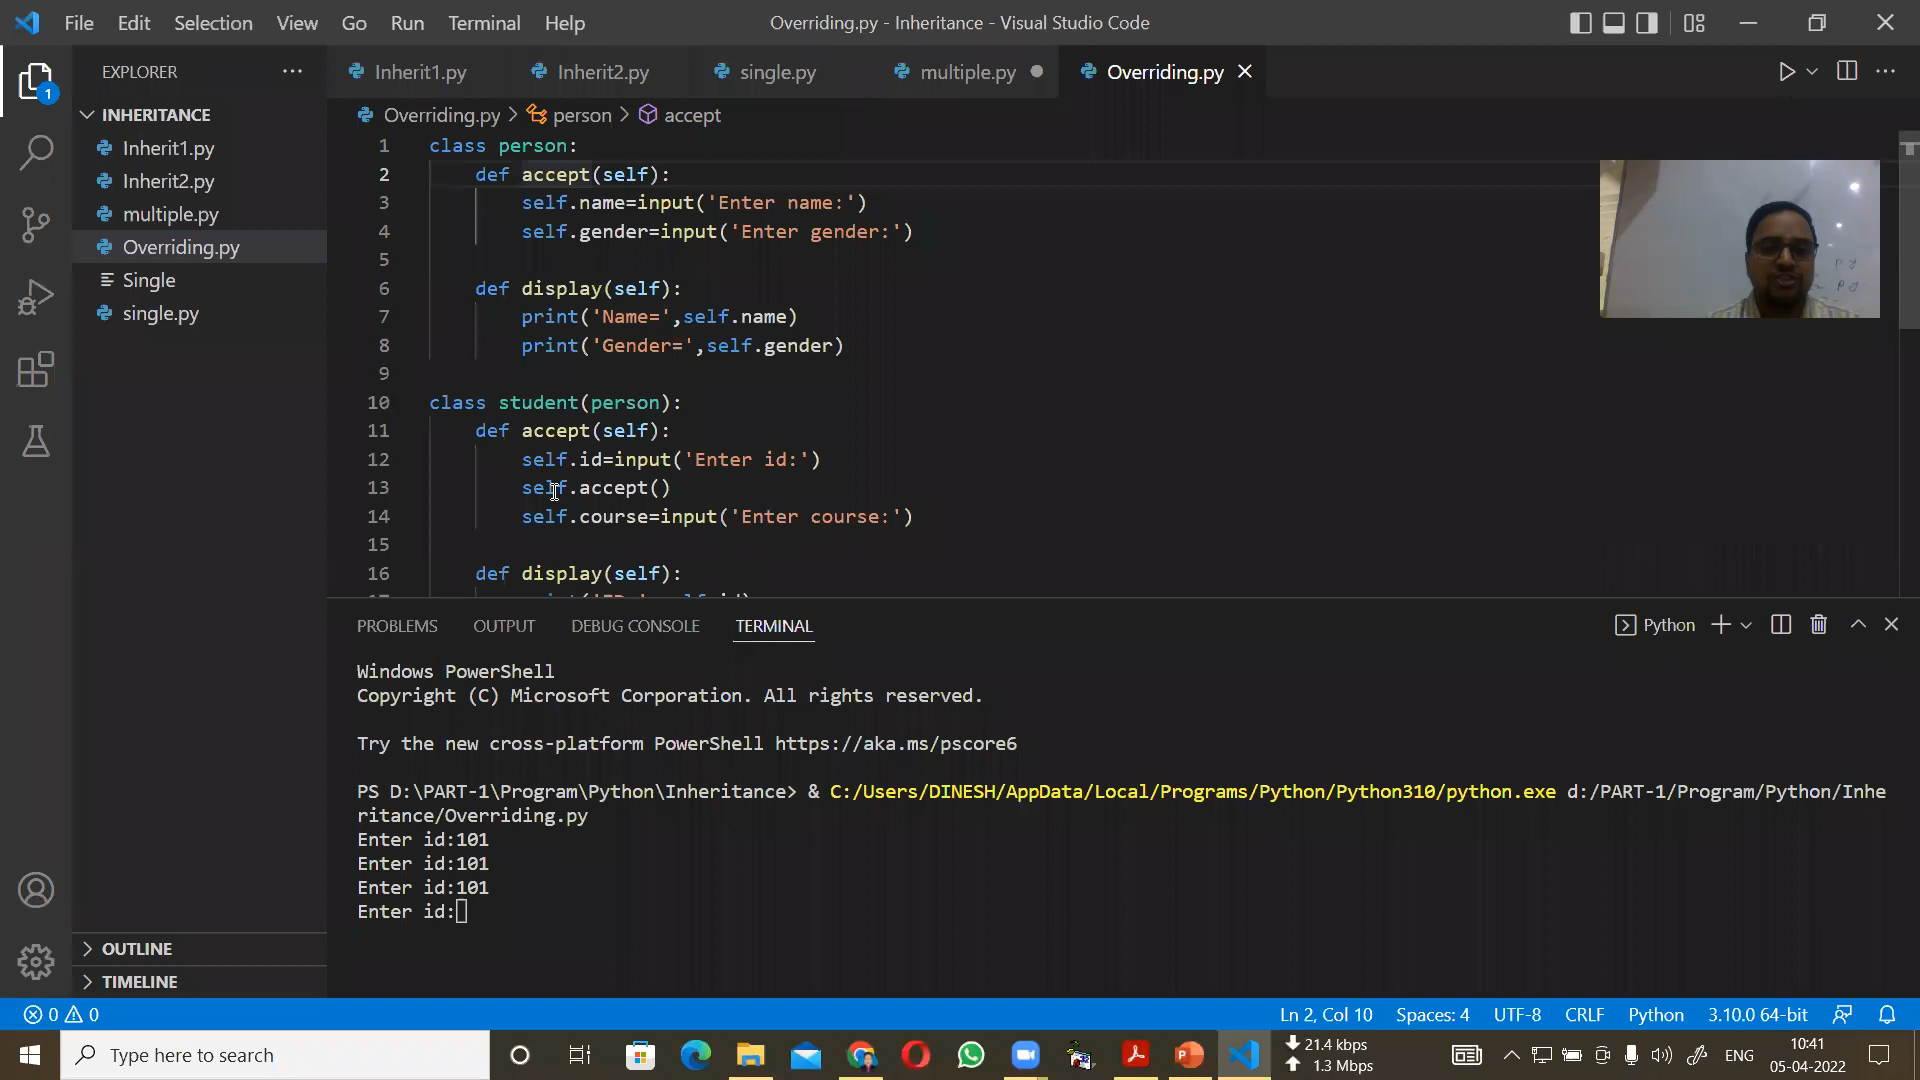 File Edit Selection View Go Run Terminal Help
Overriding.py - Inheritance - Visual Studio Code
EXPLORER
INHERITANCE
Inherit1.py
Inherit2.py
multiple.py
Overriding.py
Single
single.py
OUTLINE
TIMELINE
1
Inherit1.py Inherit2.py single.py multiple.py Overriding.py
Overriding.py > person > accept
1 class person:
2 def accept(self):
3 self.name=input('Enter name:')
4 self.gender=input('Enter gender:')
5
6 def display(self):
7 print('Name=',self.name)
8 print('Gender=',self.gender)
9
10 class student(person):
11 def accept(self):
12 self.id=input('Enter id:')
13 self.accept()
14 self.course=input('Enter course:')
15
16 def display(self):
PROBLEMS OUTPUT DEBUG CONSOLE TERMINAL
Python
Windows PowerShell
Copyright (C) Microsoft Corporation. All rights reserved.
Try the new cross-platform PowerShell https://aka.ms/pscore6
PS D:\PART-1\Program\Python\Inheritance> & C:/Users/DINESH/AppData/Local/Programs/Python/Python310/python.exe d:/PART-1/Program/Python/Inhe
ritance/Overriding.py
Enter id:101
Enter id:101
Enter id:101
Enter id:
0 0
Ln 2, Col 10 Spaces: 4 UTF-8 CRLF Python 3.10.0 64-bit
Type here to search
21.4 kbps
1.3 Mbps
ENG
10:41
05-04-2022